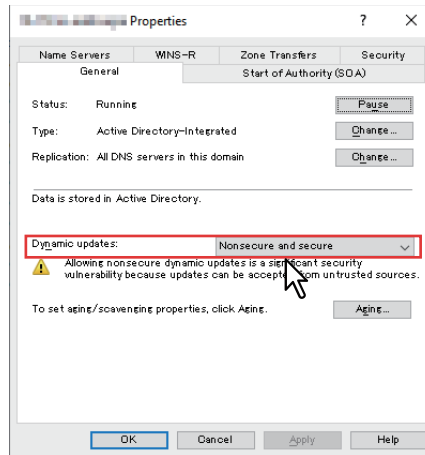 Properties ? ✕
Name Servers WINS-R Zone Transfers Security
General Start of Authority (SOA)
Status: Running Pause
Type: Active Directory-Integrated Change...
Replication: All DNS servers in this domain Change...
Data is stored in Active Directory.
Dynamic updates: Nonsecure and secure
Allowing nonsecure dynamic updates is a significant security
vulnerability because updates can be accepted from untrusted sources.
To set aging/scavenging properties, click Aging. Aging...
OK Cancel Apply Help